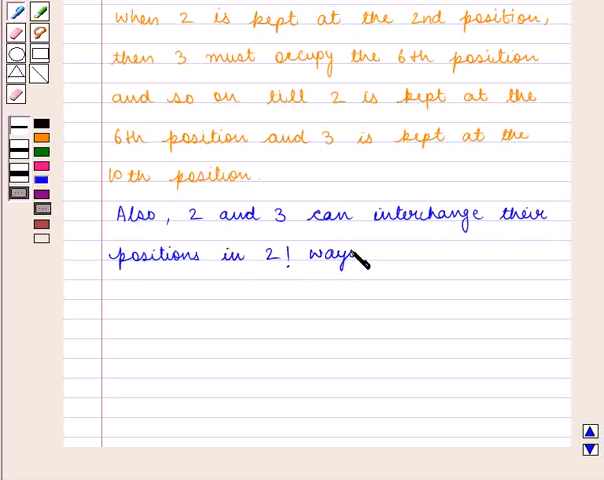 When 2 is kept at the 2nd position,
then 3 must occupy the 6th position
and so on till 2 is kept at the
6th position and 3 is kept at the
10th position.
Also, 2 and 3 can interchange their
positions in 2! ways